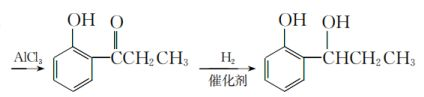 OH O
AlCl₃ CCH₂CH₃ H₂ 催化剂
OH OH
CHCH₂CH₃